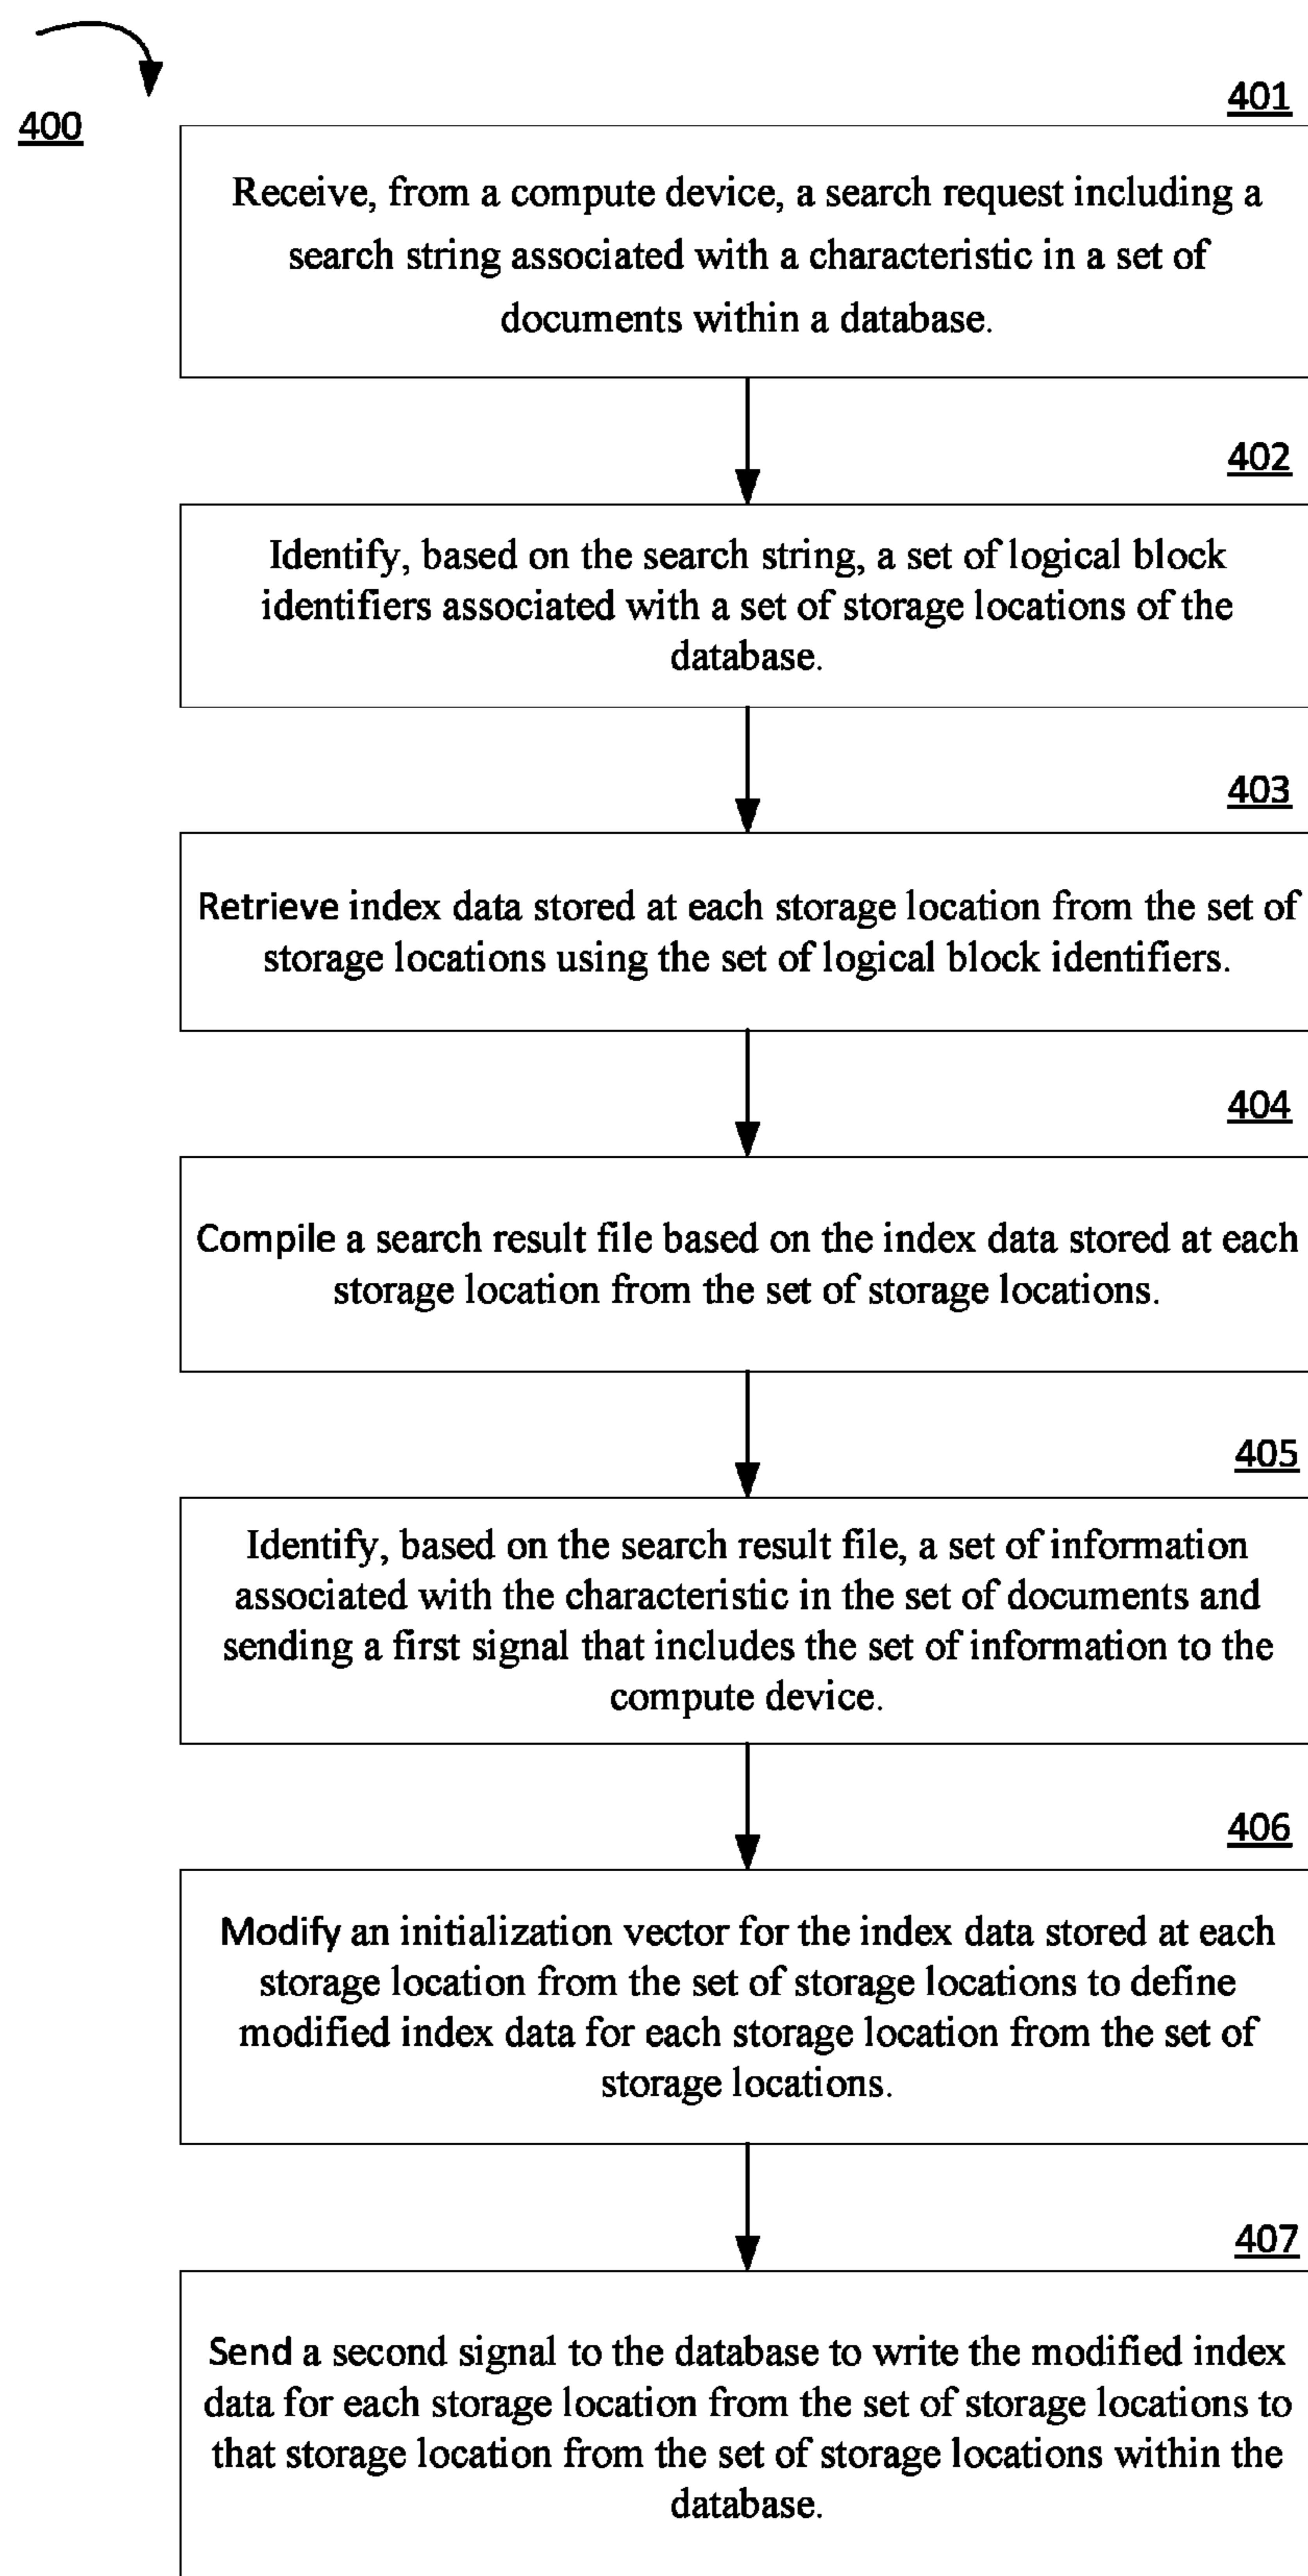 400
401
Receive, from a compute device, a search request including a
search string associated with a characteristic in a set of
documents within a database.
402
Identify, based on the search string, a set of logical block
identifiers associated with a set of storage locations of the
database.
403
Retrieve index data stored at each storage location from the set of
storage locations using the set of logical block identifiers.
404
Compile a search result file based on the index data stored at each
storage location from the set of storage locations.
405
Identify, based on the search result file, a set of information
associated with the characteristic in the set of documents and
sending a first signal that includes the set of information to the
compute device.
406
Modify an initialization vector for the index data stored at each
storage location from the set of storage locations to define
modified index data for each storage location from the set of
storage locations.
407
Send a second signal to the database to write the modified index
data for each storage location from the set of storage locations to
that storage location from the set of storage locations within the
database.